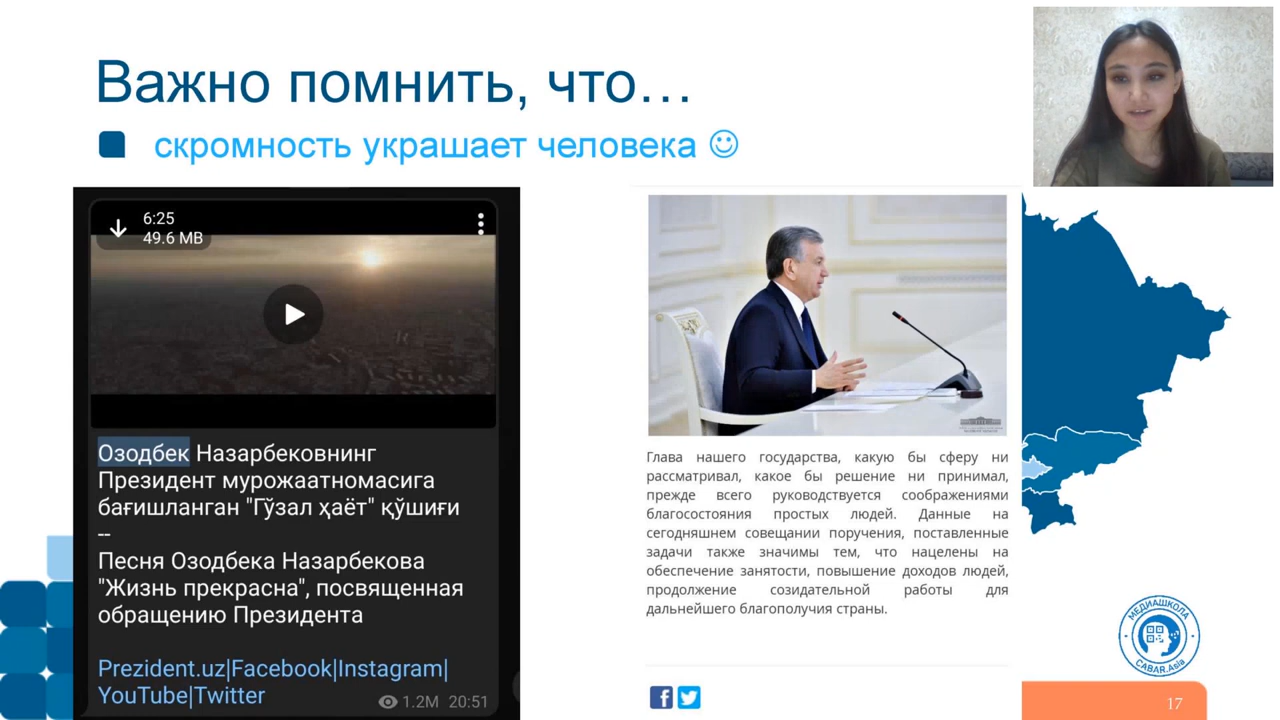 Важно помнить, что…
скромность украшает человека ☺
6:25
49.6 MB
Озодбек Назарбековнинг
Президент мурожаатномасига
бағишланган "Гўзал ҳаёт" қўшиғи
--
Песня Озодбека Назарбекова
"Жизнь прекрасна", посвященная
обращению Президента
Prezident.uz|Facebook|Instagram|
YouTube|Twitter
1.2M 20:51
Глава нашего государства, какую бы сферу ни
рассматривал, какое бы решение ни принимал,
прежде всего руководствуется соображениями
благосостояния простых людей. Данные на
сегодняшнем совещании поручения, поставленные
задачи также значимы тем, что нацелены на
обеспечение занятости, повышение доходов людей,
продолжение созидательной работы для
дальнейшего благополучия страны.
МЕДИАШКОЛА
CABAR.Asia
17